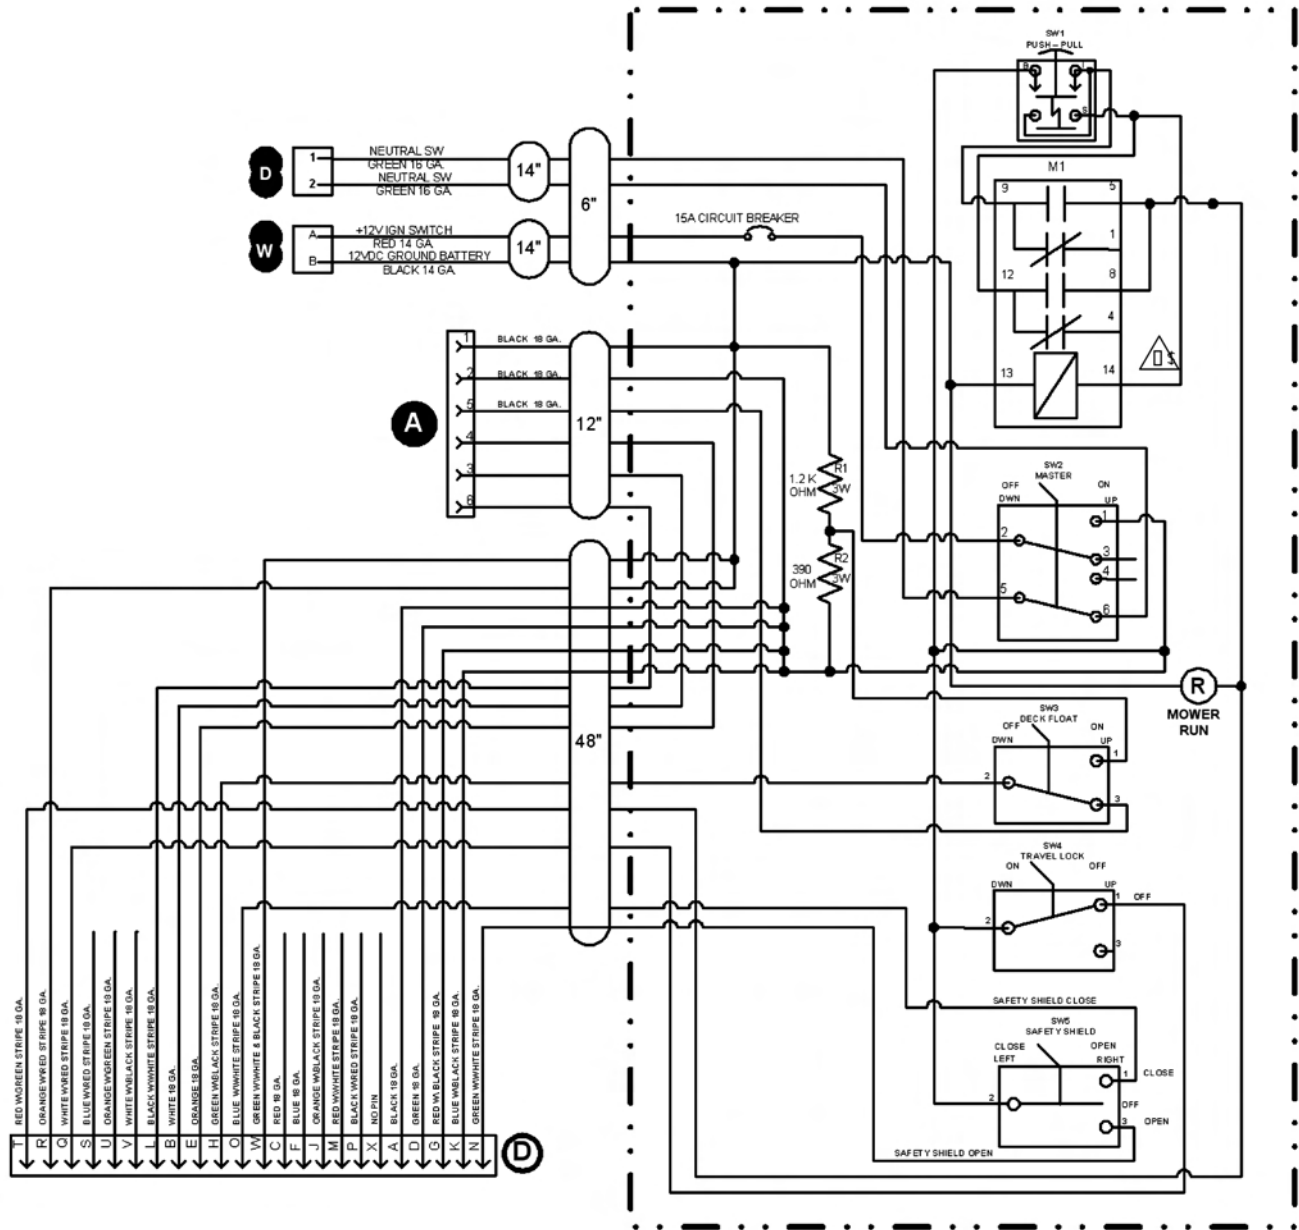 SW1
PUSH-PULL
B
T
S
D
1
2
NEUTRAL SW
GREEN 16 GA.
NEUTRAL SW
GREEN 16 GA.
14"
6"
W
A
B
+12V IGN SWITCH
RED 14 GA.
12VDC GROUND BATTERY
BLACK 14 GA.
14"
15A CIRCUIT BREAKER
M1
9
5
1
12
8
4
13
14
A
1
2
5
4
3
6
BLACK 18 GA.
BLACK 18 GA.
BLACK 18 GA.
12"
1.2 K
OHM
R1
3W
390
OHM
R2
3W
SW2
MASTER
OFF
DWN
ON
UP
1
2
3
4
5
6
R
MOWER
RUN
48"
SW3
DECK FLOAT
OFF
ON
DWN
UP
1
2
3
SW4
TRAVEL LOCK
ON
OFF
DWN
UP
1
OFF
2
3
SAFETY SHIELD CLOSE
SW5
SAFETY SHIELD
CLOSE
LEFT
OPEN
RIGHT
1
CLOSE
2
OFF
3
OPEN
SAFETY SHIELD OPEN
RED W\GREEN STRIPE 18 GA.
ORANGE W\RED STRIPE 18 GA.
WHITE W\RED STRIPE 18 GA.
BLUE W\RED STRIPE 18 GA.
ORANGE W\GREEN STRIPE 18 GA.
WHITE W\BLACK STRIPE 18 GA.
BLACK W\WHITE STRIPE 18 GA.
WHITE 18 GA.
ORANGE 18 GA.
GREEN W\BLACK STRIPE 18 GA.
BLUE W\WHITE STRIPE 18 GA.
GREEN W\WHITE & BLACK STRIPE 18 GA.
RED 18 GA.
BLUE 18 GA.
ORANGE W\BLACK STRIPE 18 GA.
RED W\WHITE STRIPE 18 GA.
BLACK W\RED STRIPE 18 GA.
NO PIN
BLACK 18 GA.
GREEN 18 GA.
RED W\ BLACK STRIPE 18 GA.
BLUE W\BLACK STRIPE 18 GA.
GREEN W\WHITE STRIPE 18 GA.
T R Q S U V L B E H O W C F J M P X A D G K N
D